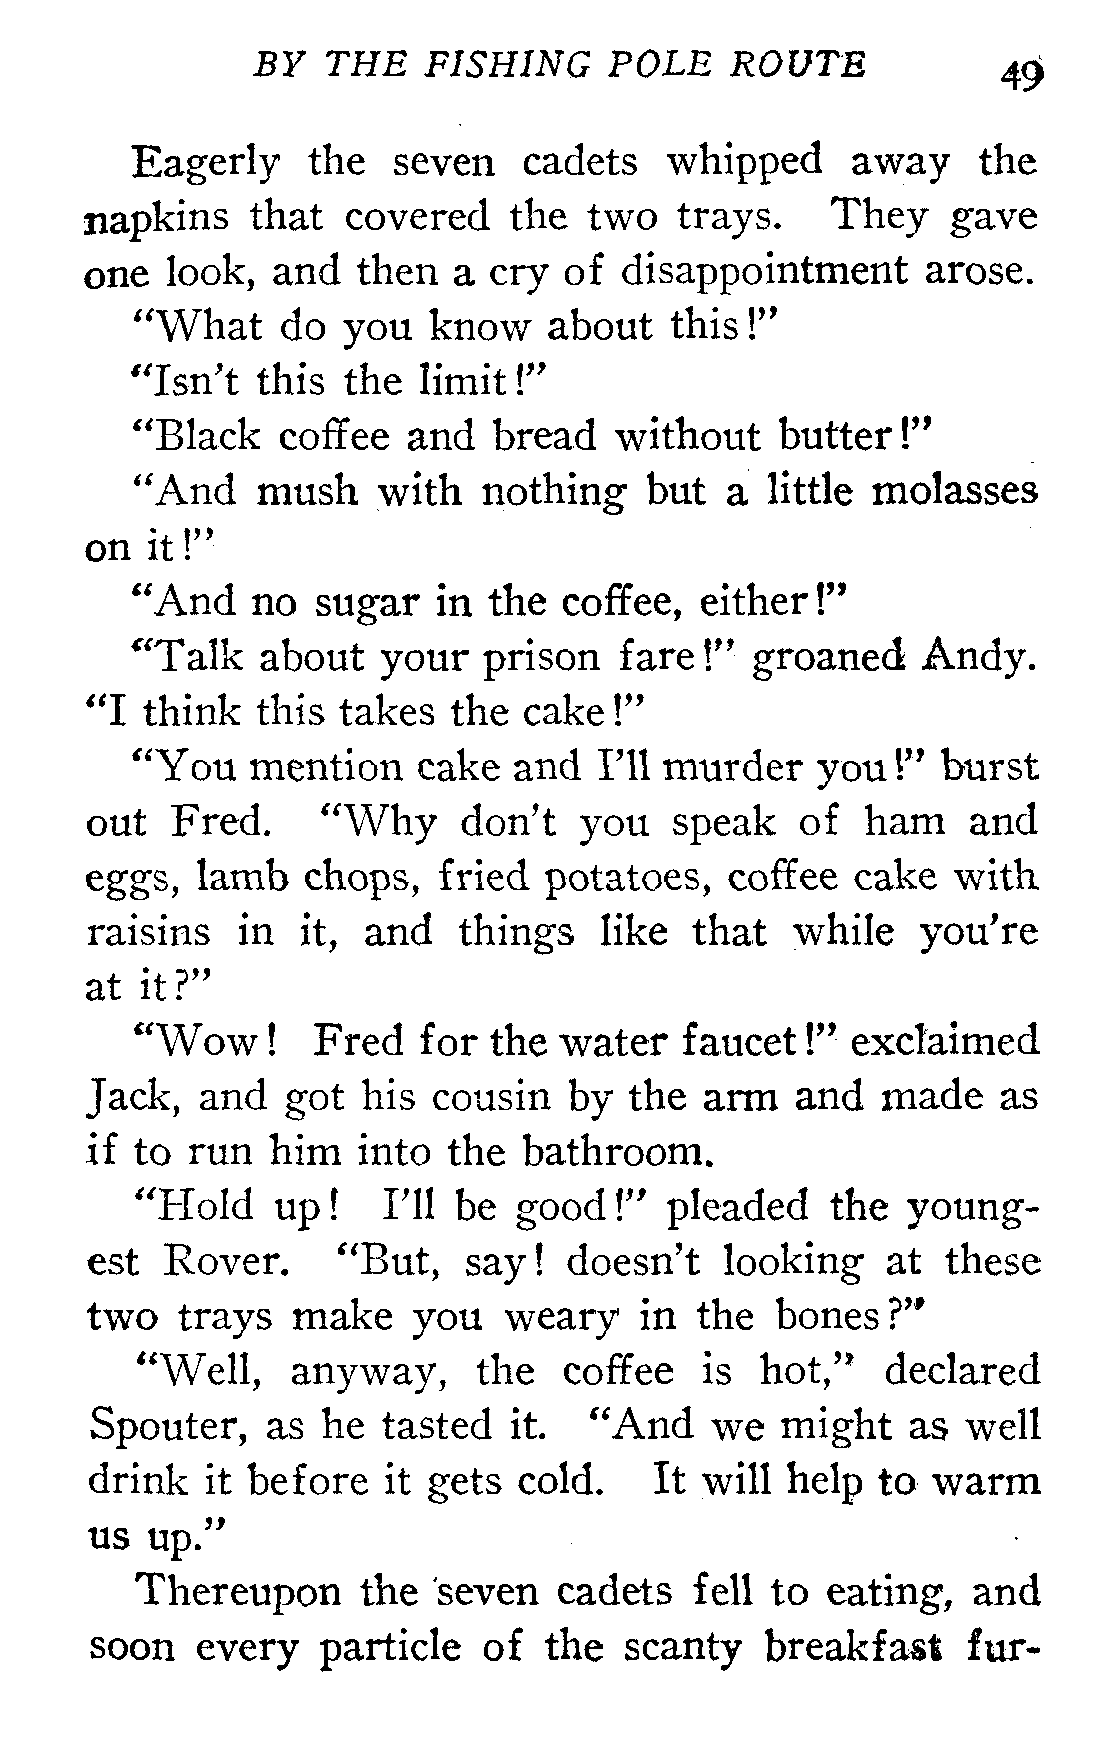 BY THE FISHING POLE ROUTE 49
Eagerly the seven cadets whipped away the
napkins that covered the two trays. They gave
one look, and then a cry of disappointment arose.
"What do you know about this!"
"Isn't this the limit!"
"Black coffee and bread without butter!"
"And mush with nothing but a little molasses
on it!"
"And no sugar in the coffee, either!"
"Talk about your prison fare!" groaned Andy.
"I think this takes the cake!"
"You mention cake and I'll murder you!" burst
out Fred. "Why don't you speak of ham and
eggs, lamb chops, fried potatoes, coffee cake with
raisins in it, and things like that while you're
at it?"
"Wow! Fred for the water faucet!" exclaimed
Jack, and got his cousin by the arm and made as
if to run him into the bathroom.
"Hold up! I'll be good!" pleaded the young-
est Rover. "But, say! doesn't looking at these
two trays make you weary in the bones?"
"Well, anyway, the coffee is hot," declared
Spouter, as he tasted it. "And we might as well
drink it before it gets cold. It will help to warm
us up."
Thereupon the seven cadets fell to eating, and
soon every particle of the scanty breakfast fur-